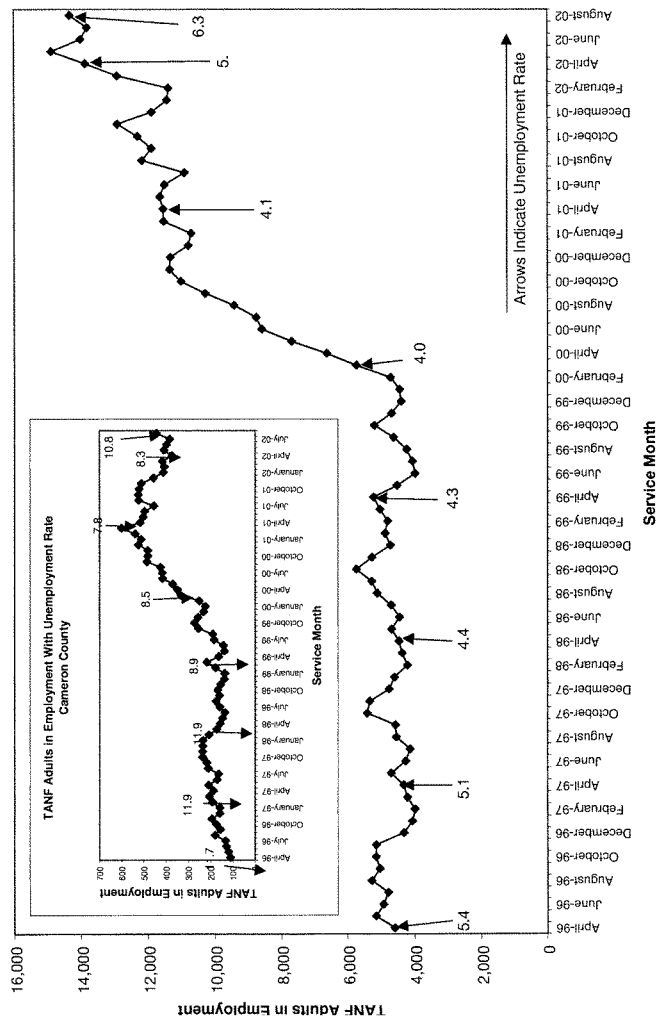 16,000
14,000
12,000
10,000
8,000
6,000
4,000
2,000
0
TANF Adults in Employment
5.4
5.1
4.4
4.3
4.0
4.1
5.
6.3
Arrows Indicate Unemployment Rate
April-96
June-96
August-96
October-96
December-96
February-97
April-97
June-97
August-97
October-97
December-97
February-98
April-98
June-98
August-98
October-98
December-98
February-99
April-99
June-99
August-99
October-99
December-99
February-00
April-00
June-00
August-00
October-00
December-00
February-01
April-01
June-01
August-01
October-01
December-01
February-02
April-02
June-02
August-02
Service Month
TANF Adults in Employment With Unemployment Rate
Cameron County
700
600
500
400
300
200
100
TANF Adults in Employment
11.9
11.9
8.9
8.5
7.8
8.3
10.8
April-96
July-96
October-96
January-97
April-97
July-97
October-97
January-98
April-98
July-98
October-98
January-99
April-99
July-99
October-99
January-00
April-00
July-00
October-00
January-01
April-01
July-01
October-01
January-02
April-02
July-02
Service Month